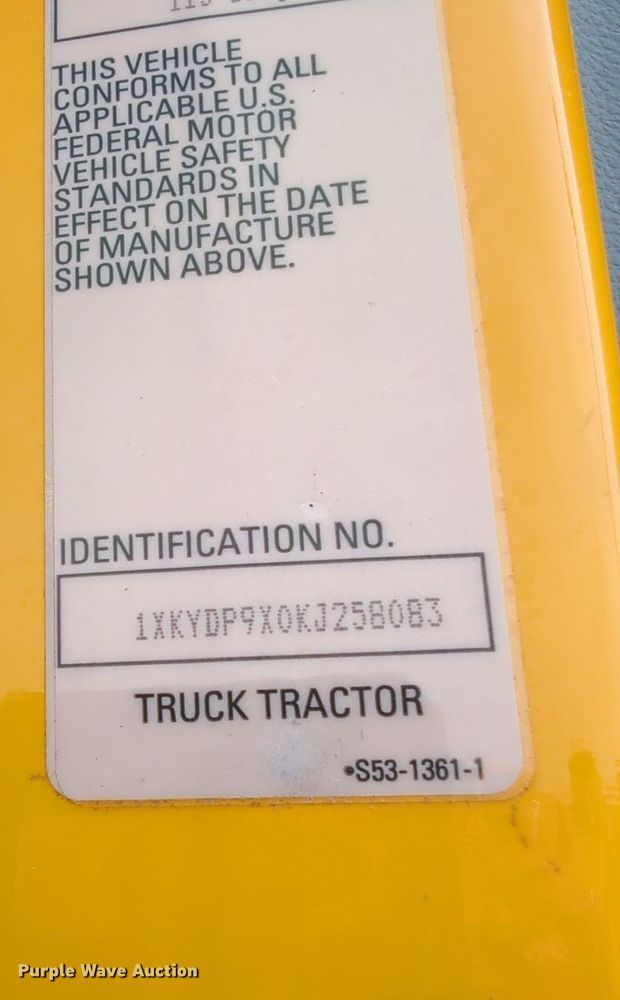 THIS VEHICLE
CONFORMS TO ALL
APPLICABLE U.S.
FEDERAL MOTOR
VEHICLE SAFETY
STANDARDS IN
EFFECT ON THE DATE
OF MANUFACTURE
SHOWN ABOVE.
IDENTIFICATION NO.
1XKYDP9X0KJ258083
TRUCK TRACTOR
•S53-1361-1
Purple Wave Auction